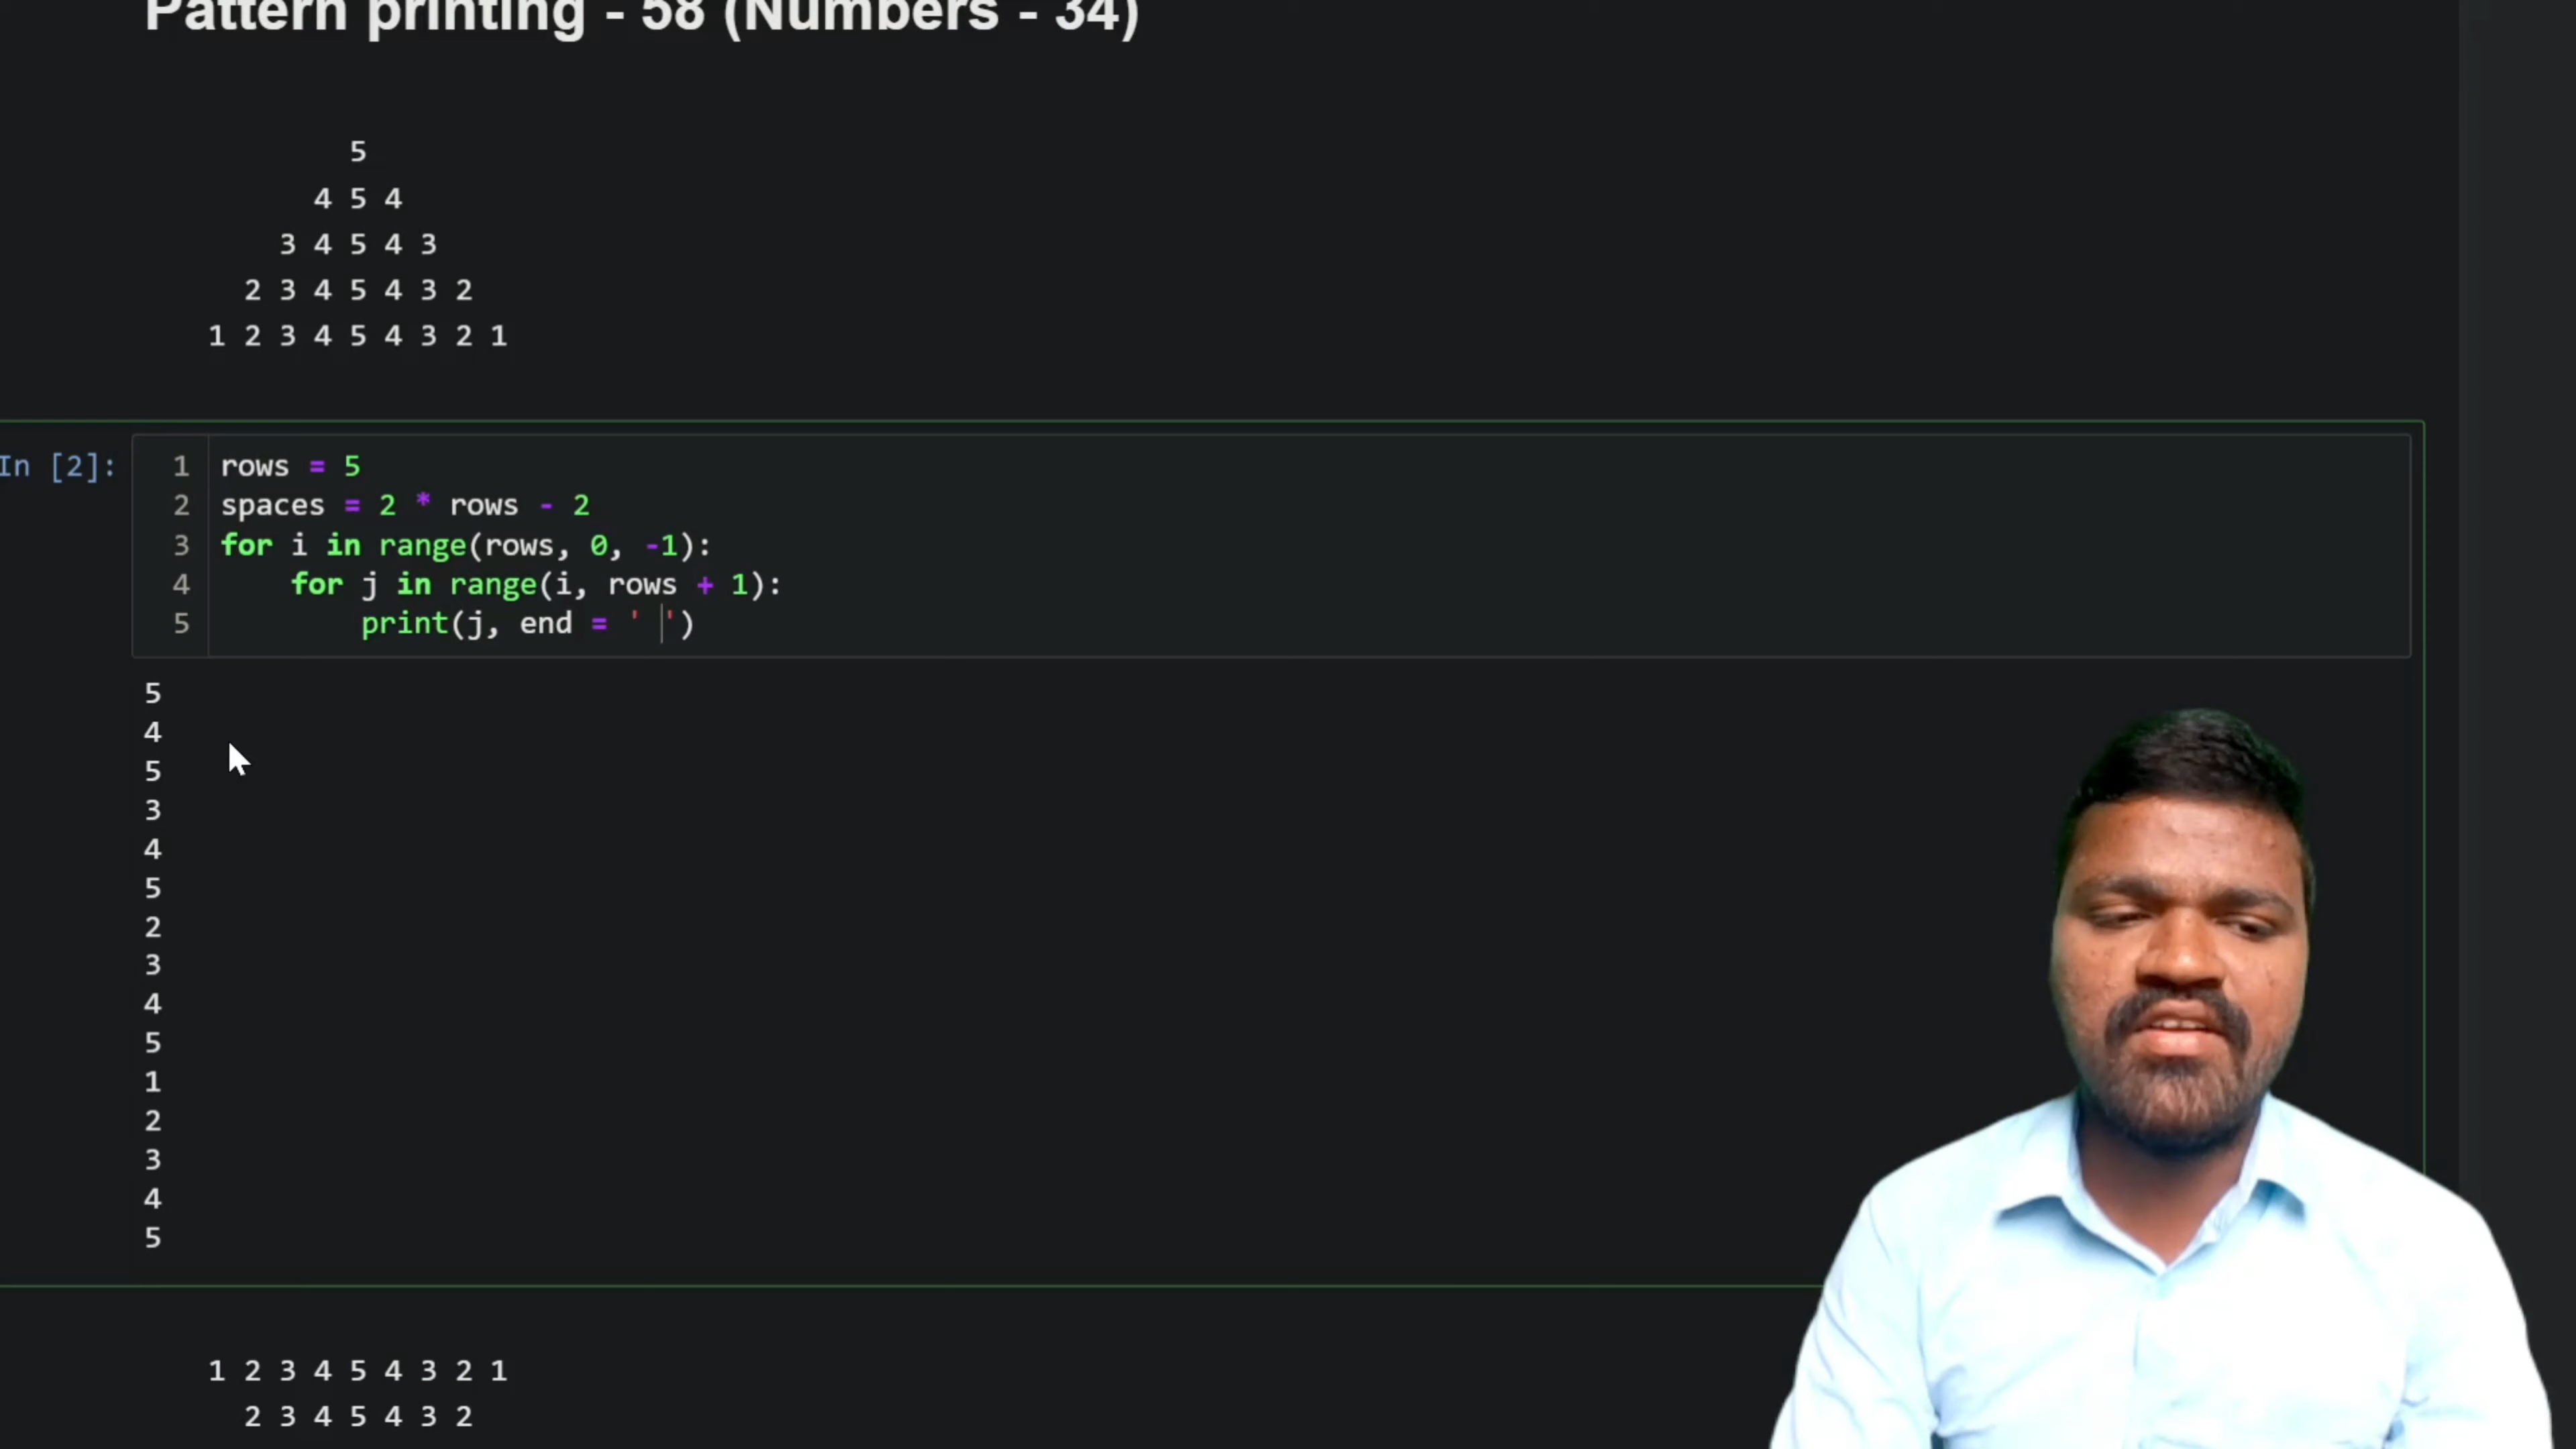 Pattern printing - 58 (Numbers - 34)
5
4 5 4
3 4 5 4 3
2 3 4 5 4 3 2
1 2 3 4 5 4 3 2 1
In [2]:
1 rows = 5
2 spaces = 2 * rows - 2
3 for i in range(rows, 0, -1):
4 for j in range(i, rows + 1):
5 print(j, end = ' ')
5
4
5
3
4
5
2
3
4
5
1
2
3
4
5
1 2 3 4 5 4 3 2 1
2 3 4 5 4 3 2